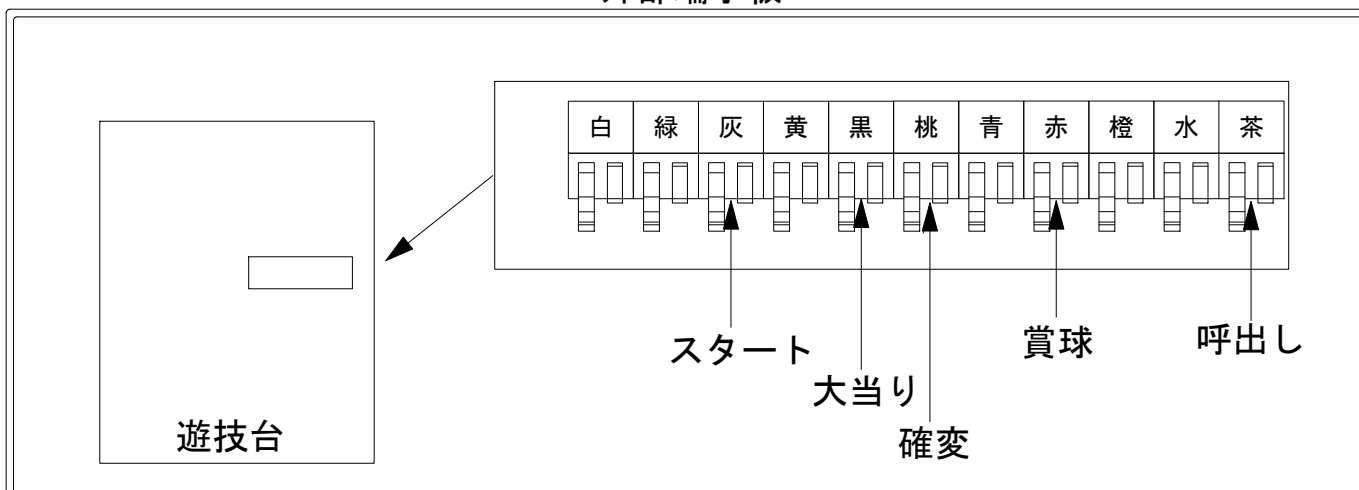 白 緑 灰 黄 黒 桃 青 赤 橙 水 茶
スタート
大当り
確変
賞球
呼出し
遊技台